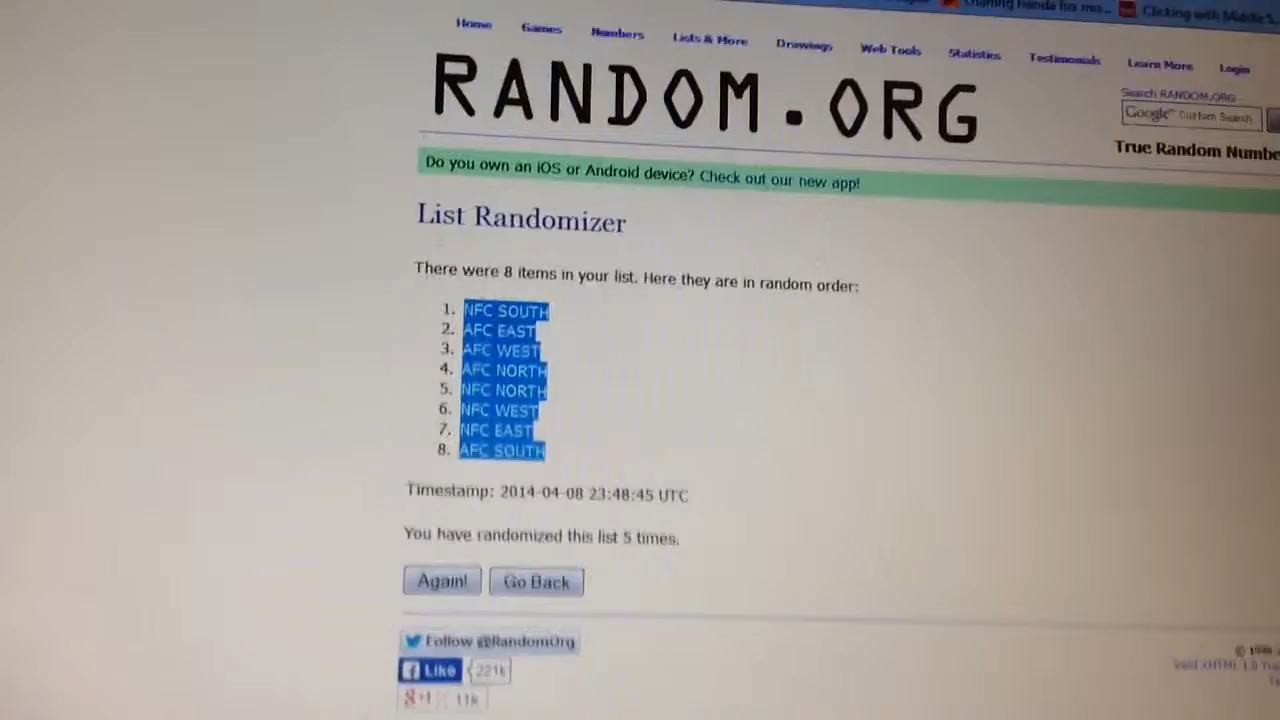 Clicking with Middle
Home Games Numbers Lists & More Drawings Web Tools Statistics Testimonials Learn More Login
RANDOM.ORG
Search RANDOM.ORG
Google™ Custom Search
True Random Numbe
Do you own an iOS or Android device? Check out our new app!
List Randomizer
There were 8 items in your list. Here they are in random order:
1. NFC SOUTH
2. AFC EAST
3. AFC WEST
4. AFC NORTH
5. NFC NORTH
6. NFC WEST
7. NFC EAST
8. AFC SOUTH
Timestamp: 2014-04-08 23:48:45 UTC
You have randomized this list 5 times.
Again! Go Back
Follow @RandomOrg
Like 221k
g+1 11k